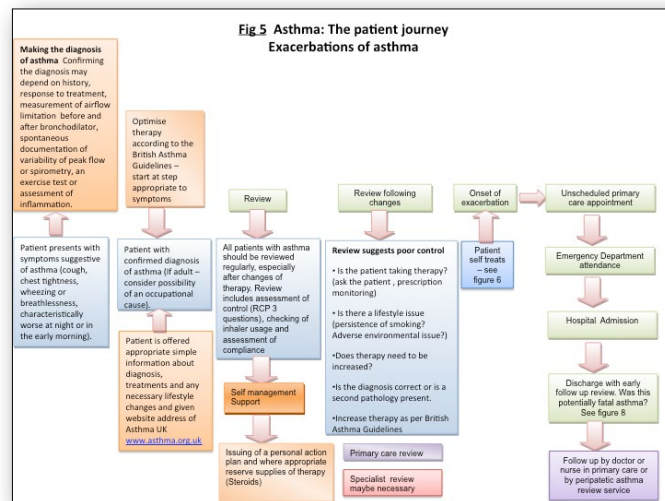 Fig 5 Asthma: The patient journey
Exacerbations of asthma
Making the diagnosis
of asthma Confirming
the diagnosis may
depend on history,
response to treatment,
measurement of airflow
limitation before and
after bronchodilator,
spontaneous
documentation of
variability of peak flow
or spirometry, an
exercise test or
assessment of
inflammation.
Patient presents with
symptoms suggestive
of asthma (cough,
chest tightness,
wheezing or
breathlessness,
characteristically
worse at night or in
the early morning).
Optimise
therapy
according to the
British Asthma
Guidelines –
start at step
appropriate to
symptoms
Patient with
confirmed diagnosis
of asthma (If adult –
consider possibility
of an occupational
cause).
Patient is offered
appropriate simple
information about
diagnosis,
treatments and any
necessary lifestyle
changes and given
website address of
Asthma UK
www.asthma.org.uk
Review
All patients with asthma
should be reviewed
regularly, especially
after changes of
therapy. Review
includes assessment of
control (RCP 3
questions), checking of
inhaler usage and
assessment of
compliance
Self management
Support
Issuing of a personal action
plan and where appropriate
reserve supplies of therapy
(Steroids)
Review following
changes
Review suggests poor control
• Is the patient taking therapy?
(ask the patient , prescription
monitoring)
• Is there a lifestyle issue
(persistence of smoking?
Adverse environmental issue?)
•Does therapy need to be
increased?
•Is the diagnosis correct or is a
second pathology present.
•Increase therapy as per British
Asthma Guidelines
Primary care review
Specialist review
maybe necessary
Onset of
exacerbation
Patient
self treats
– see
figure 6
Unscheduled primary
care appointment
Emergency Department
attendance
Hospital Admission
Discharge with early
follow up review. Was this
potentially fatal asthma?
See figure 8
Follow up by doctor or
nurse in primary care or
by peripatetic asthma
review service